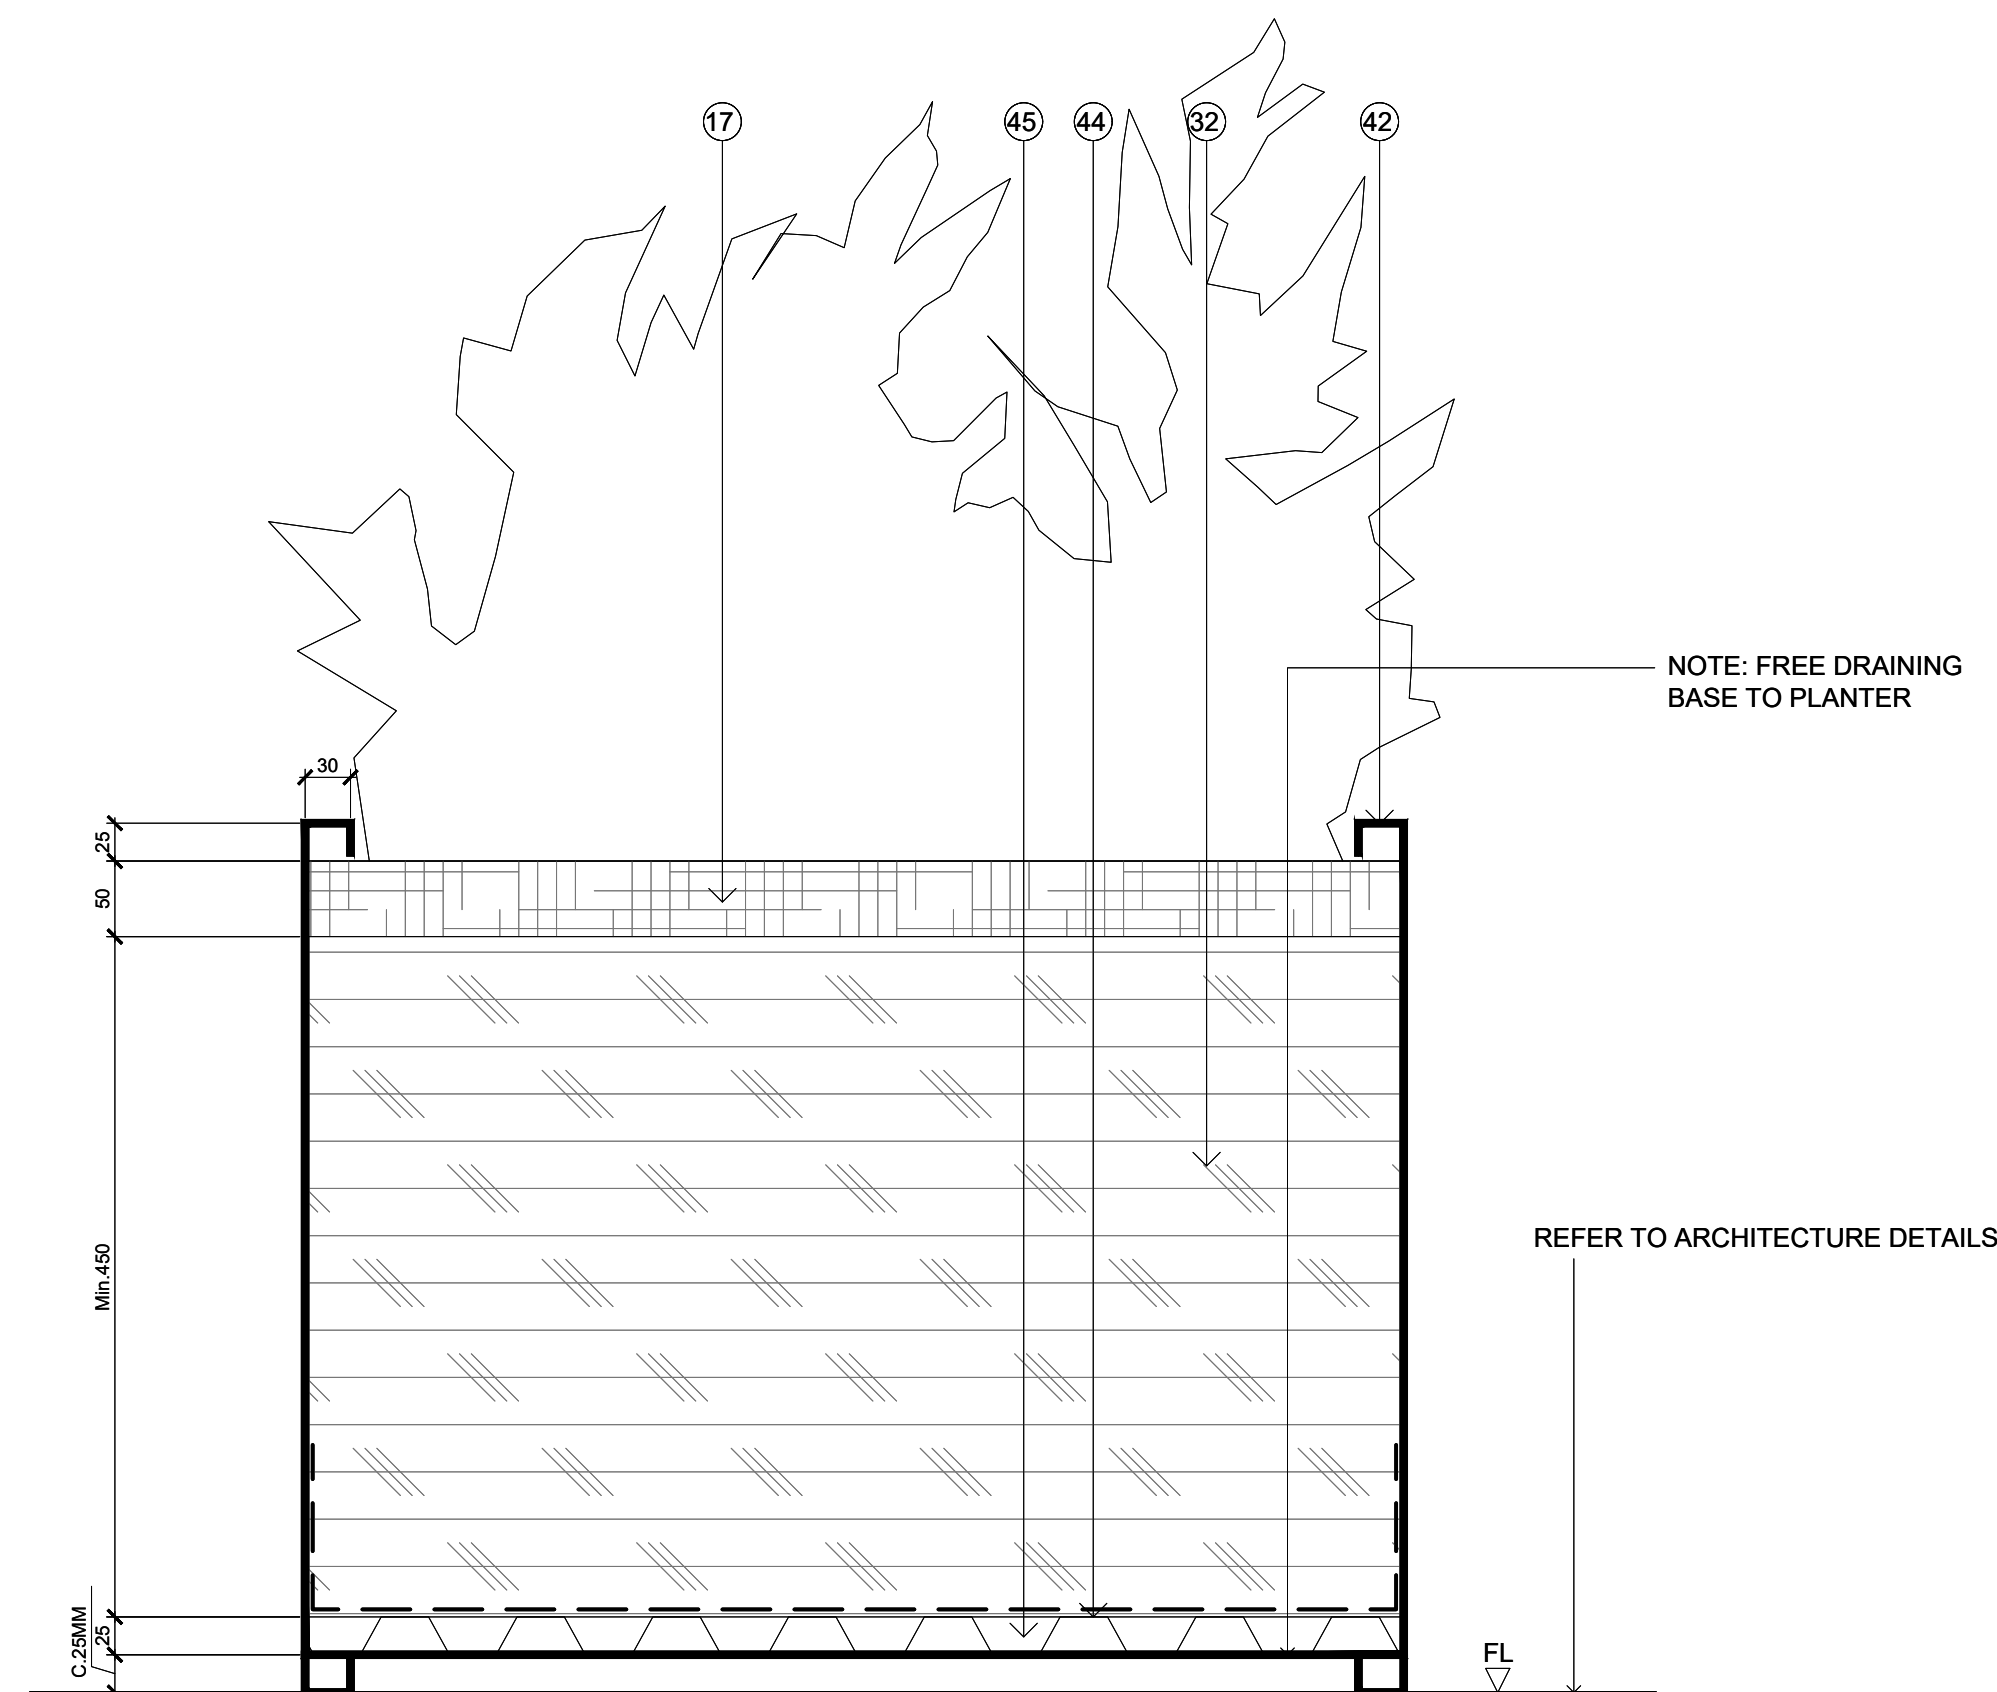 17
45
44
32
42
NOTE: FREE DRAINING
BASE TO PLANTER
30
25
50
Min.450
REFER TO ARCHITECTURE DETAILS
25
C.25MM
FL